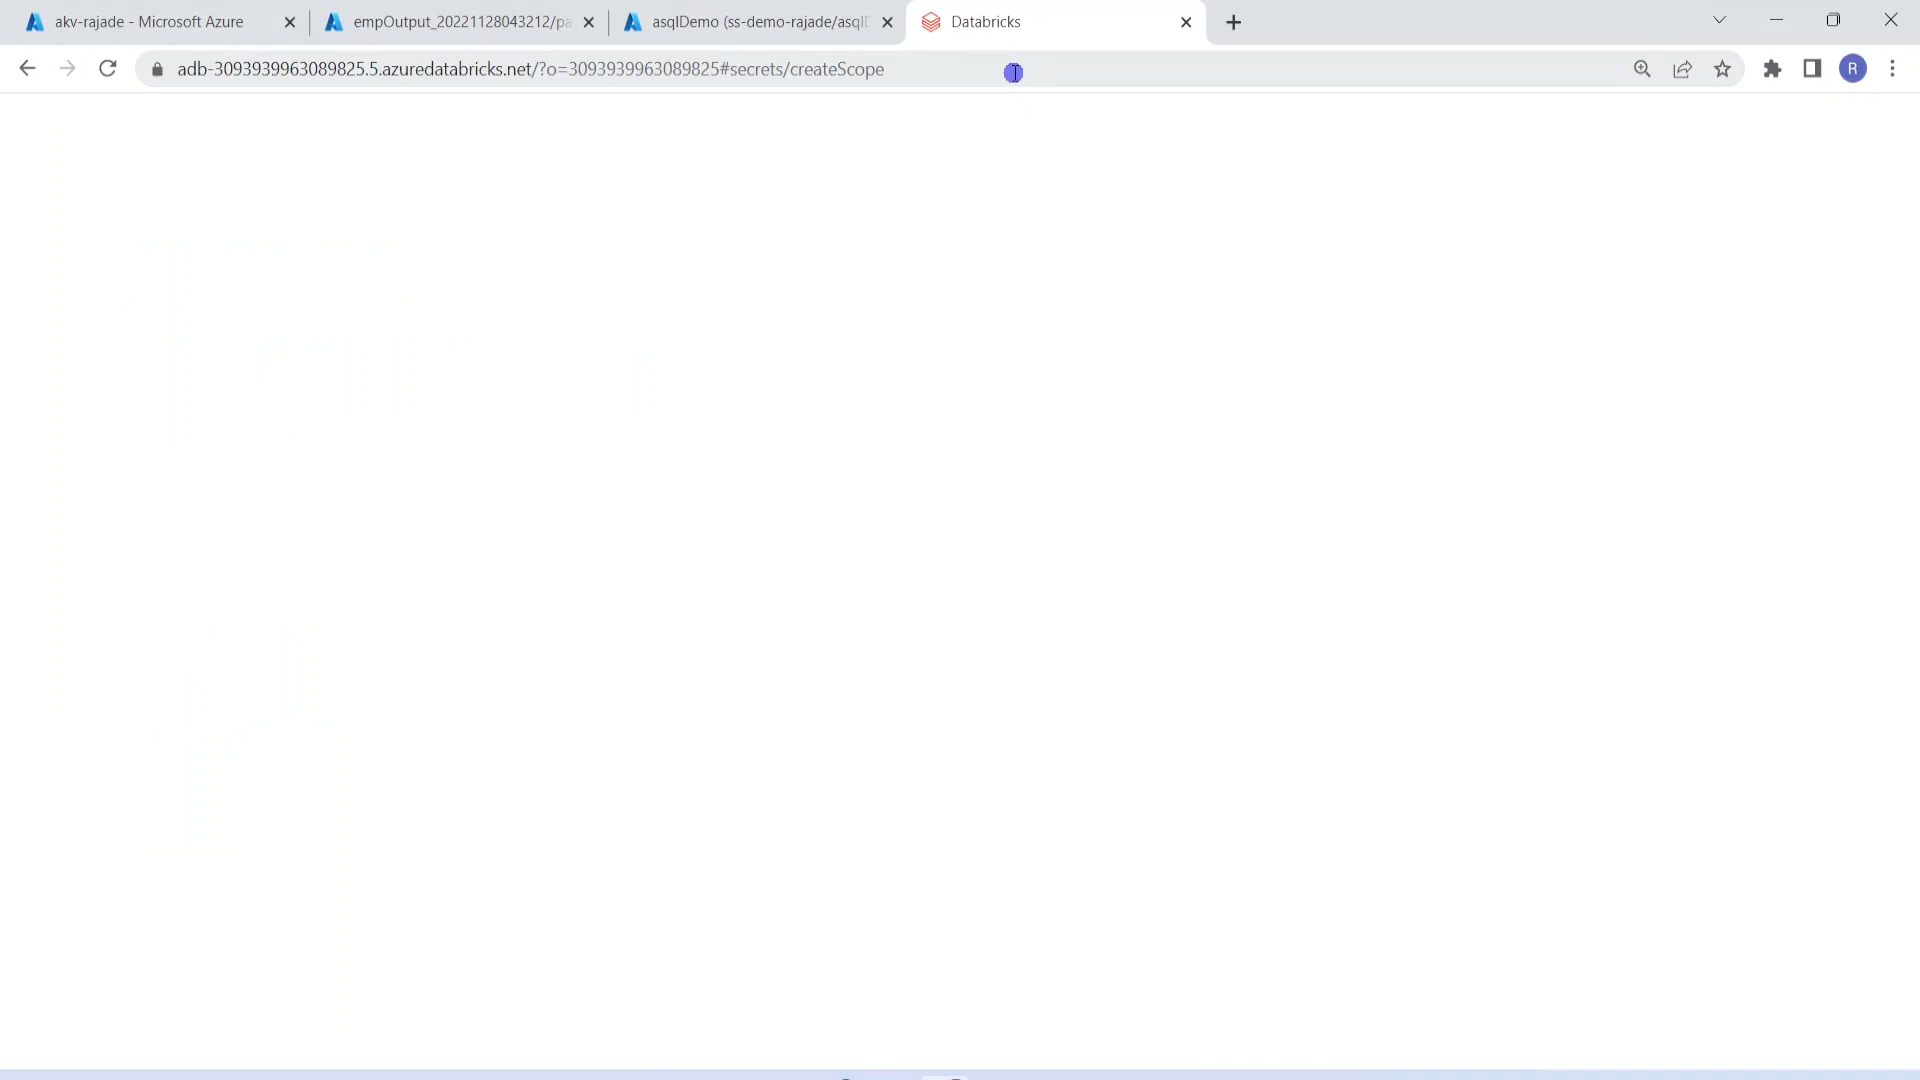 akv-rajade - Microsoft Azure
empOutput_20221128043212/pa
asqlDemo (ss-demo-rajade/asqlD
Databricks
adb-3093939963089825.5.azuredatabricks.net/?o=3093939963089825#secrets/createScope
R